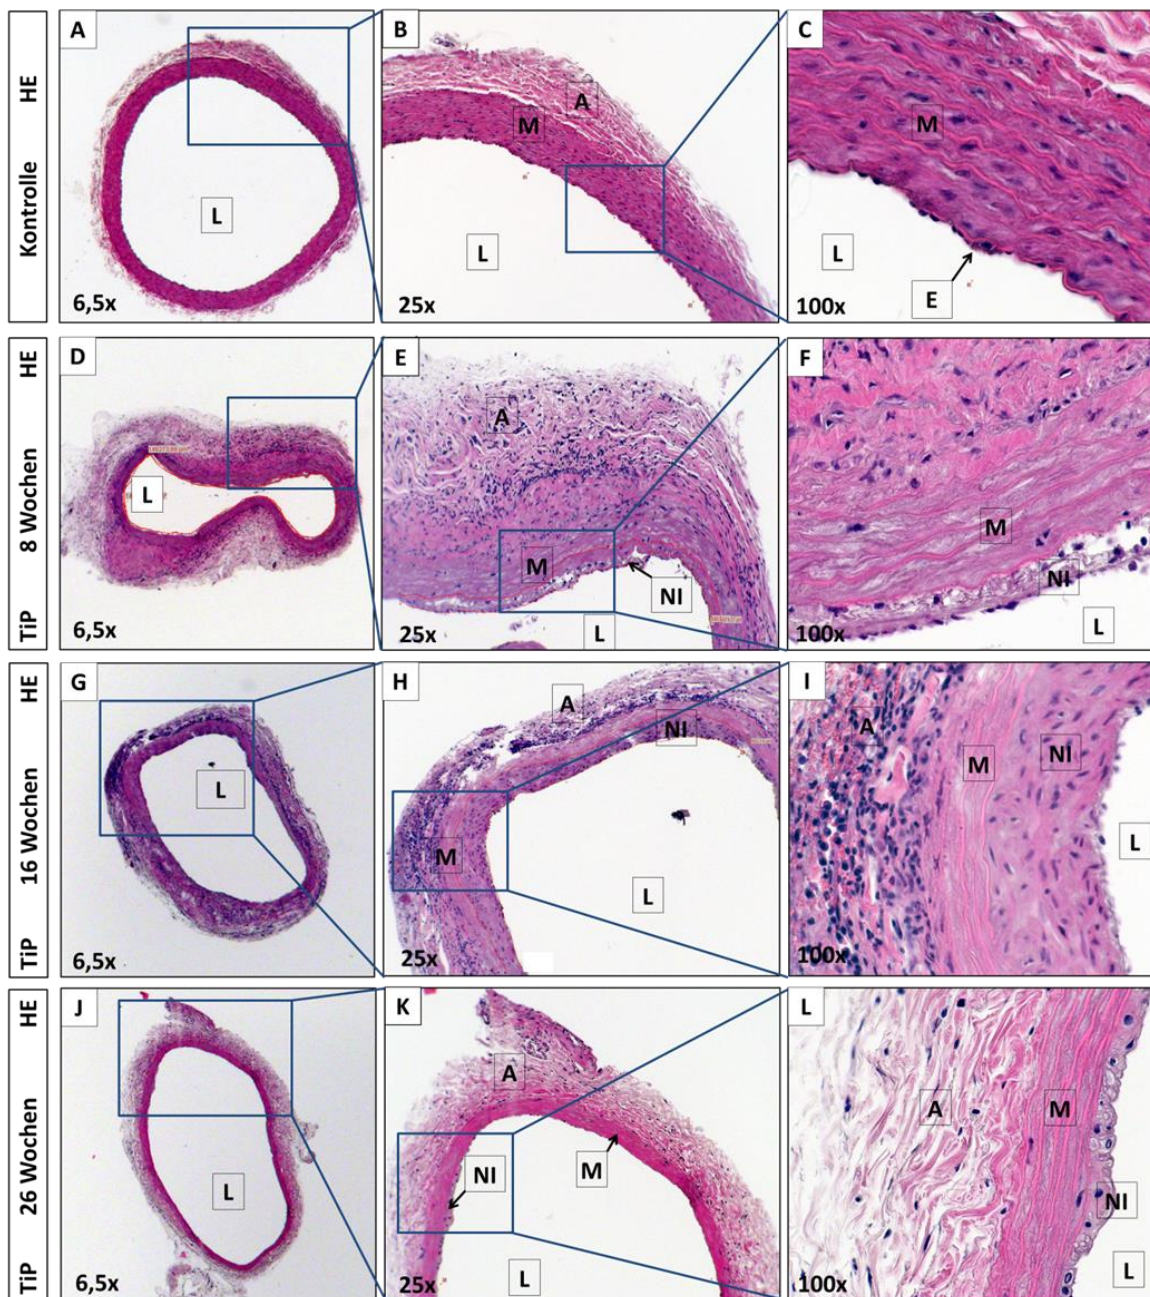 Kontrolle HE
A
L
6,5x
B
A
M
L
25x
C
M
L
E
100x
TiP 8 Wochen HE
D
L
6,5x
E
A
M
NI
L
25x
F
M
NI
L
100x
TiP 16 Wochen HE
G
L
6,5x
H
A
NI
M
L
25x
I
A
M
NI
L
100x
TiP 26 Wochen HE
J
L
6,5x
K
A
NI
M
L
25x
L
A
M
NI
L
100x